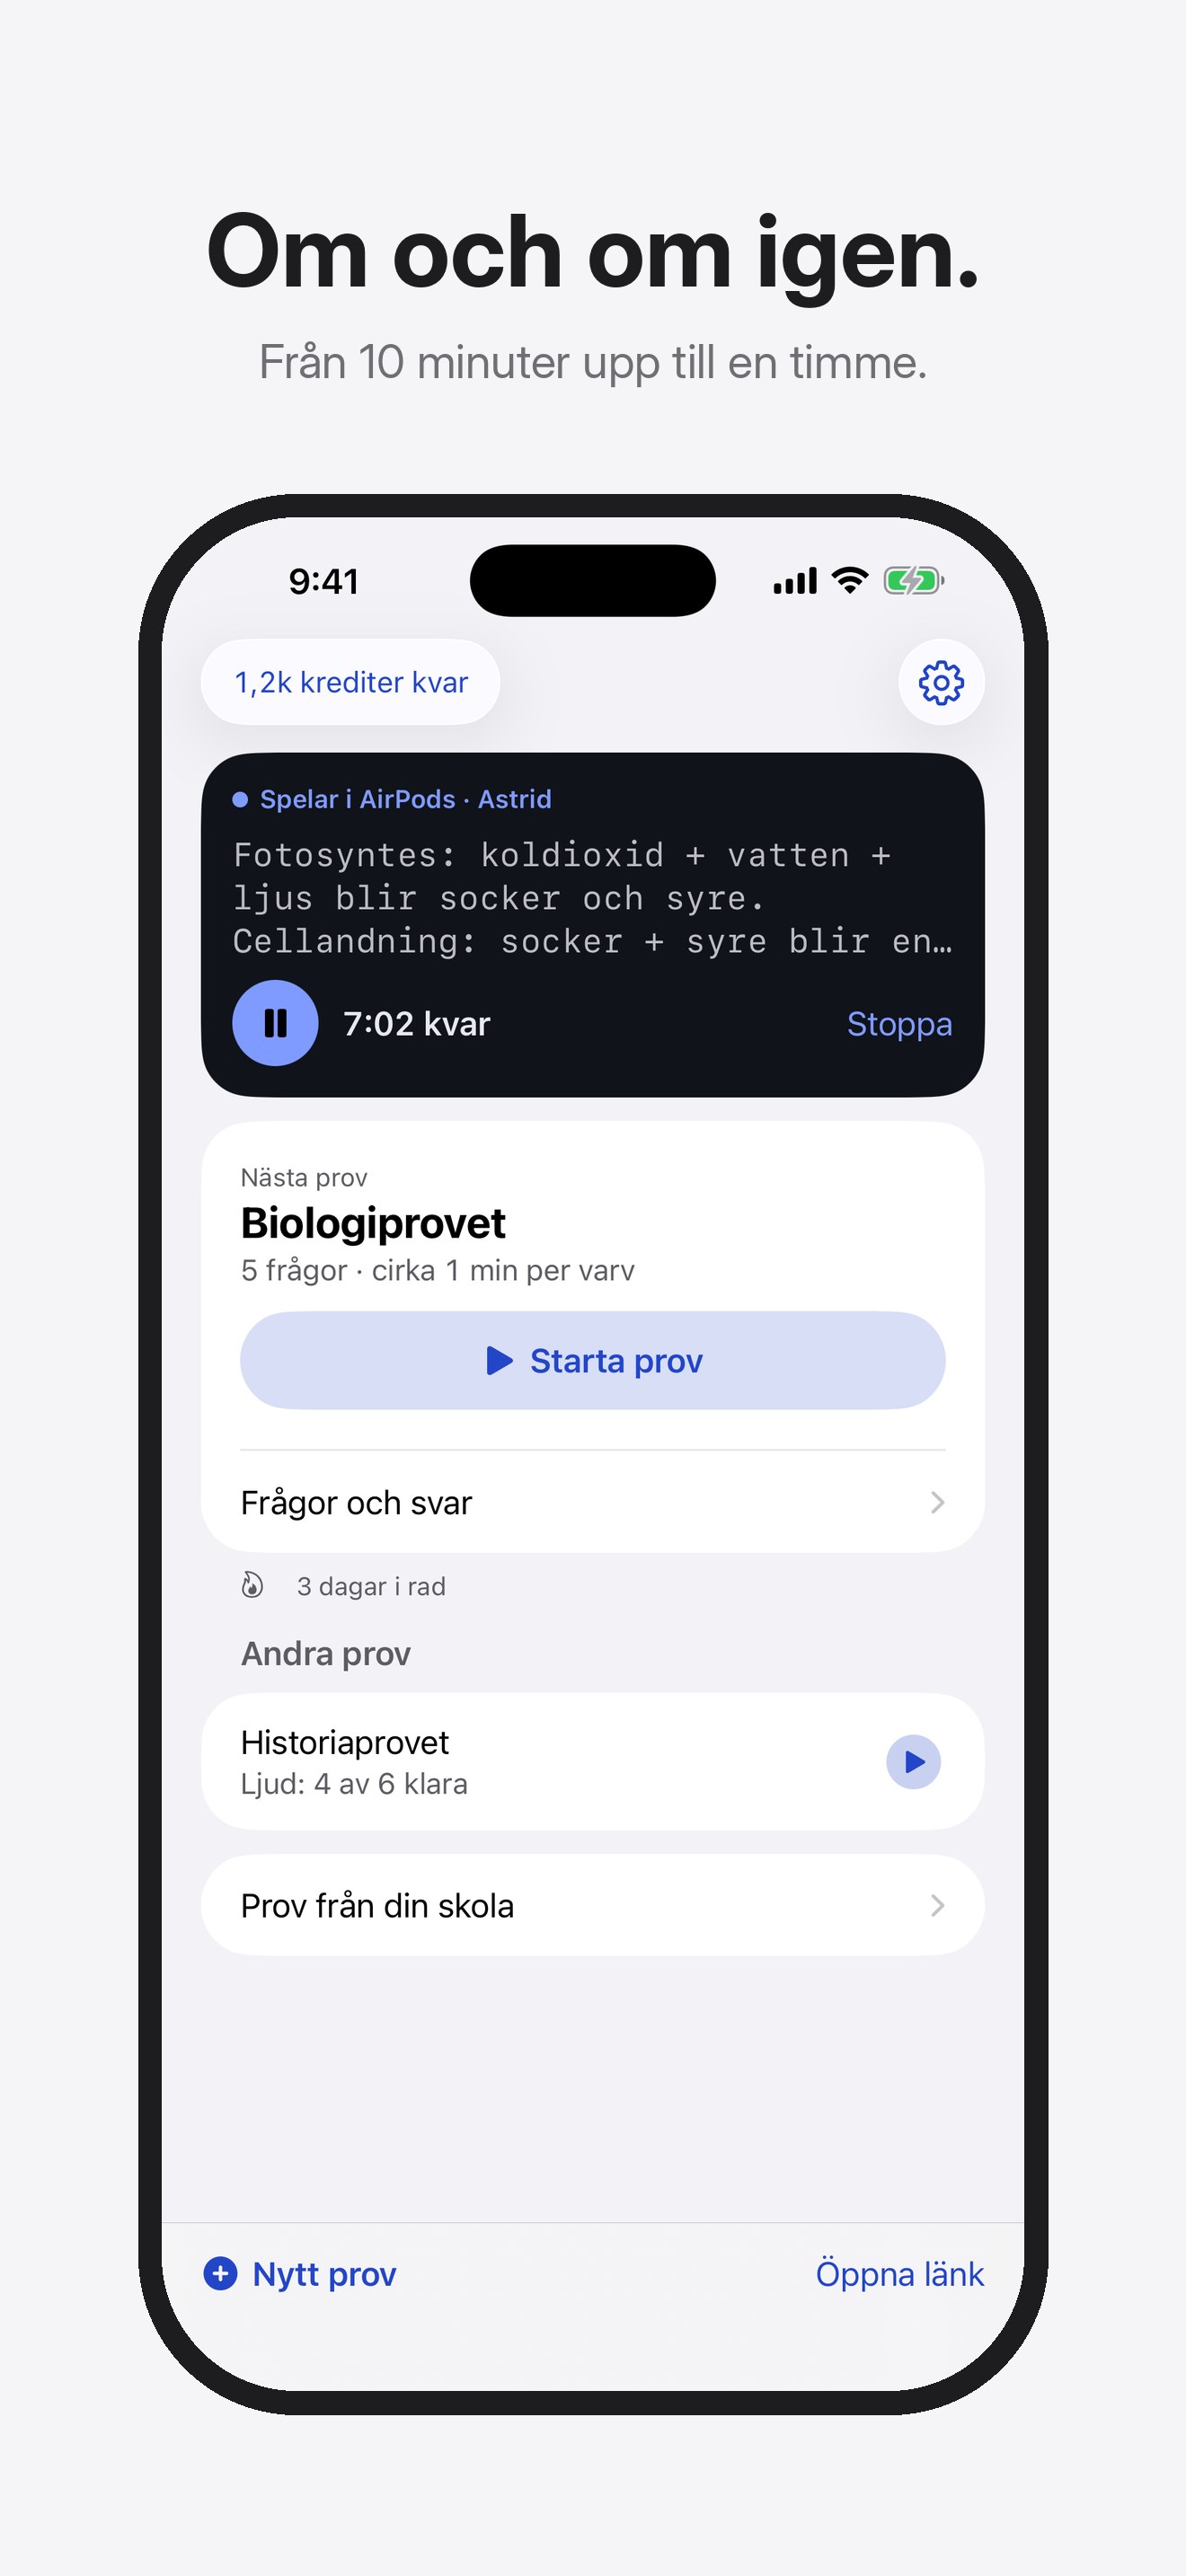 Om och om igen.
Från 10 minuter upp till en timme.
9:41
1,2k krediter kvar
Spelar i AirPods · Astrid
Fotosyntes: koldioxid + vatten +
ljus blir socker och syre.
Cellandning: socker + syre blir en…
7:02 kvar
Stoppa
Nästa prov
Biologiprovet
5 frågor · cirka 1 min per varv
Starta prov
Frågor och svar
3 dagar i rad
Andra prov
Historiaprovet
Ljud: 4 av 6 klara
Prov från din skola
Nytt prov
Öppna länk